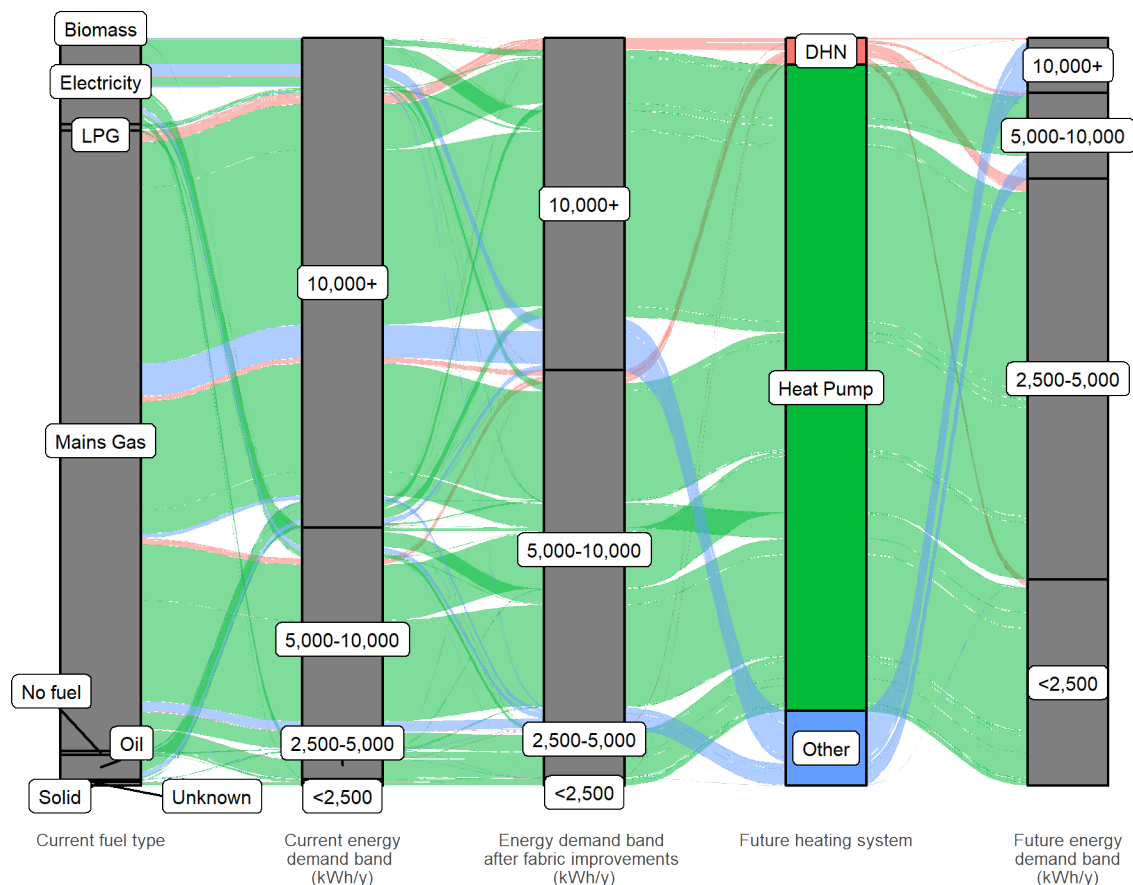 Biomass
Electricity
LPG
Mains Gas
No fuel
Oil
Solid
Unknown
10,000+
5,000-10,000
2,500-5,000
<2,500
10,000+
5,000-10,000
2,500-5,000
<2,500
DHN
Heat Pump
Other
10,000+
5,000-10,000
2,500-5,000
<2,500
Current fuel type
Current energy
demand band
(kWh/y)
Energy demand band
after fabric improvements
(kWh/y)
Future heating system
Future energy
demand band
(kWh/y)